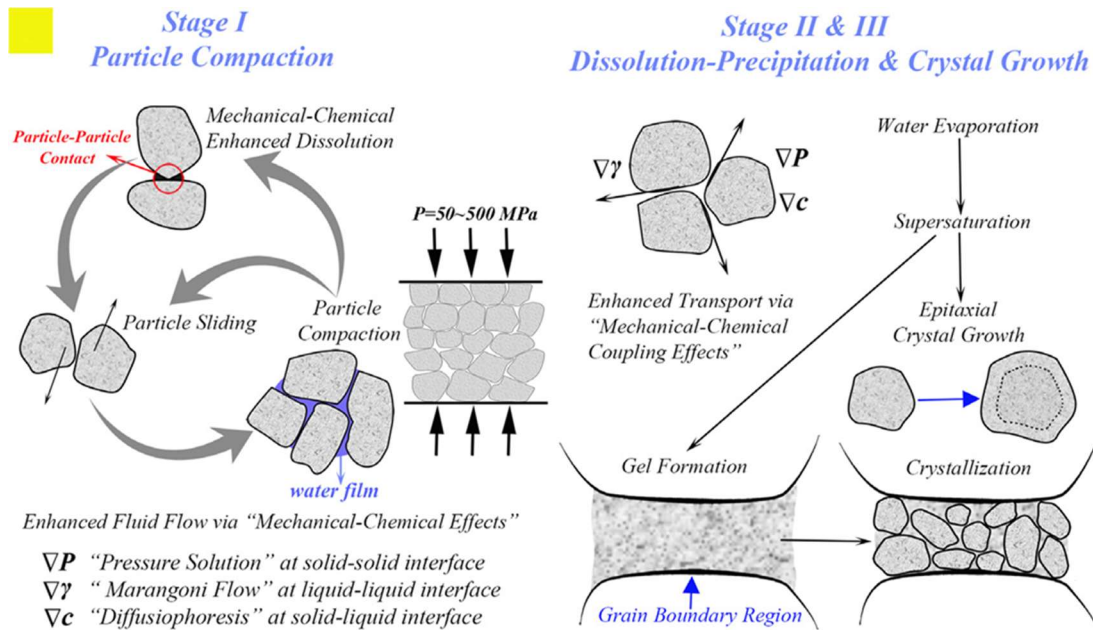 Stage I
Particle Compaction
Mechanical-Chemical
Enhanced Dissolution
Particle-Particle
Contact
P=50~500 MPa
Particle Sliding
Particle
Compaction
water film
Enhanced Fluid Flow via “Mechanical-Chemical Effects”
∇P “Pressure Solution” at solid-solid interface
∇γ “ Marangoni Flow” at liquid-liquid interface
∇c “Diffusiophoresis” at solid-liquid interface
Stage II & III
Dissolution-Precipitation & Crystal Growth
∇γ
∇P
∇c
Enhanced Transport via
“Mechanical-Chemical
Coupling Effects”
Water Evaporation
Supersaturation
Epitaxial
Crystal Growth
Gel Formation
Crystallization
Grain Boundary Region